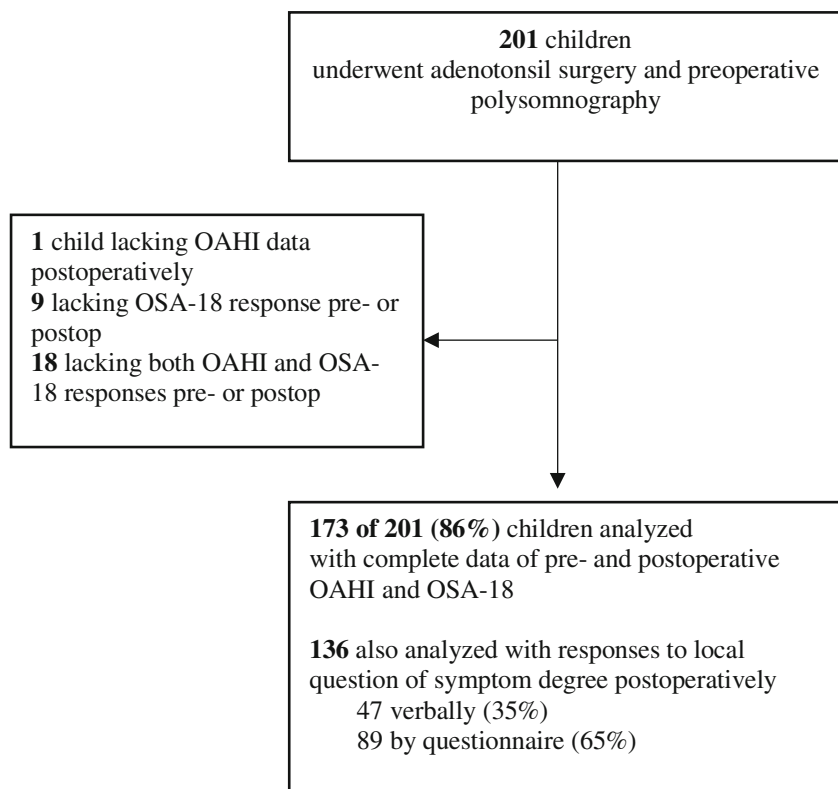 201 children
underwent adenotonsil surgery and preoperative
polysomnography
1 child lacking OAHI data
postoperatively
9 lacking OSA-18 response pre- or
postop
18 lacking both OAHI and OSA-
18 responses pre- or postop
173 of 201 (86%) children analyzed
with complete data of pre- and postoperative
OAHI and OSA-18
136 also analyzed with responses to local
question of symptom degree postoperatively
47 verbally (35%)
89 by questionnaire (65%)